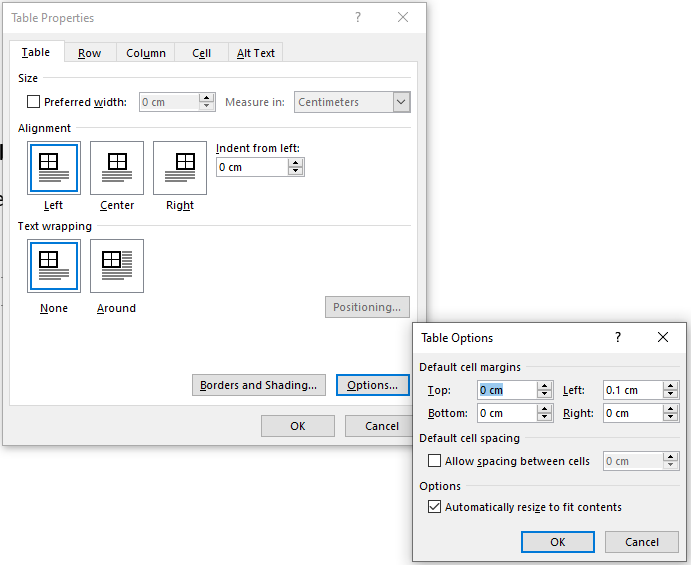 Table Properties ?
Table Row Column Cell Alt Text
Size
Preferred width: 0 cm Measure in: Centimeters
Alignment
Indent from left:
0 cm
Left Center Right
Text wrapping
None Around
Positioning...
Borders and Shading... Options...
OK Cancel
Table Options ?
Default cell margins
Top: 0 cm Left: 0.1 cm
Bottom: 0 cm Right: 0 cm
Default cell spacing
Allow spacing between cells 0 cm
Options
Automatically resize to fit contents
OK Cancel